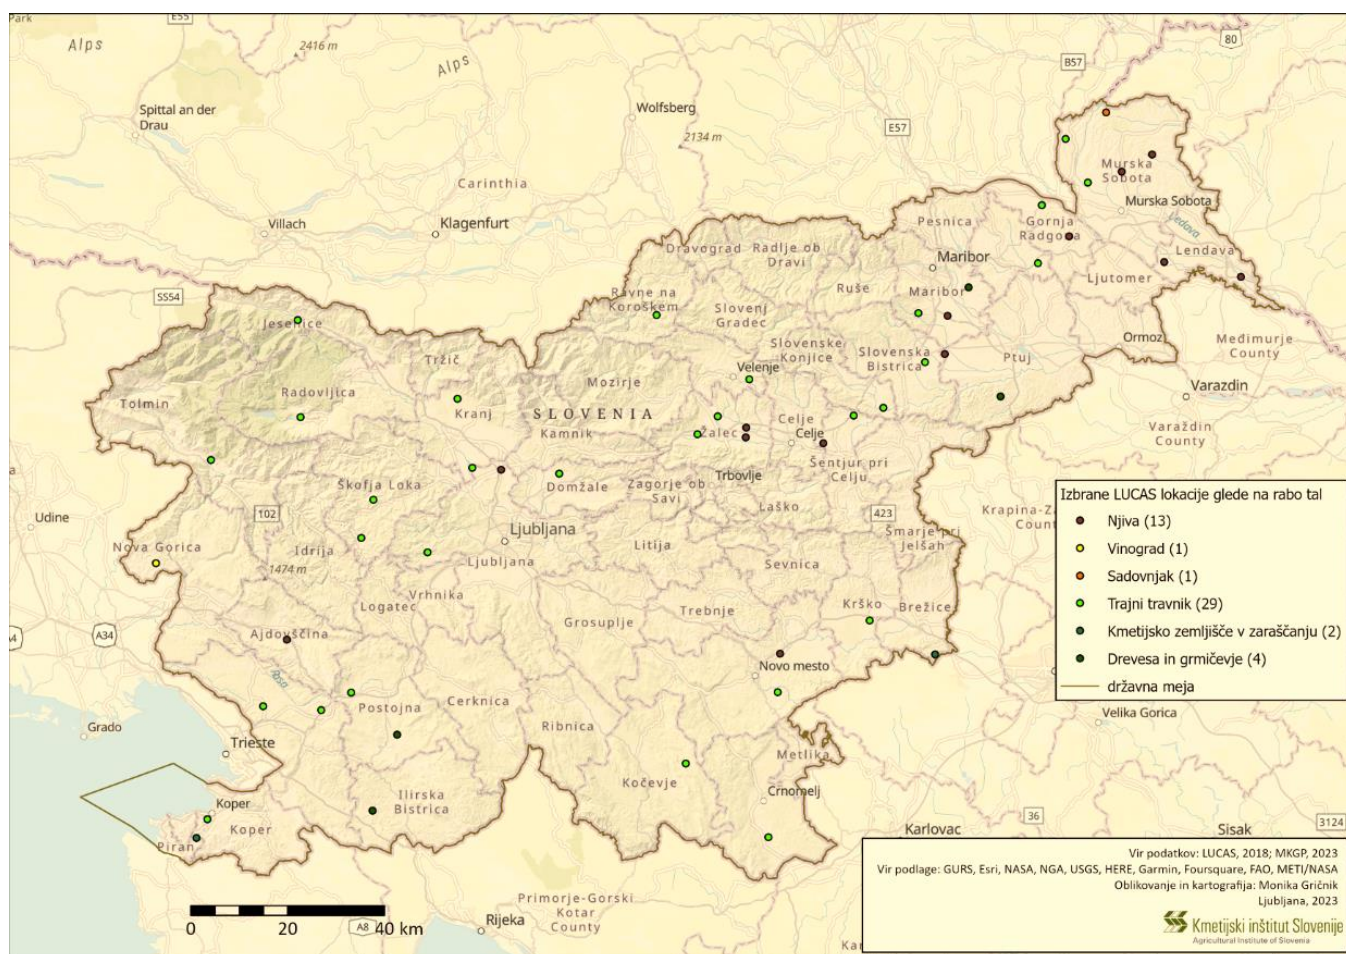 Park
E55
Alps
2416 m
Alps
80
B57
Spittal an der
Drau
Wolfsberg
E57
2134 m
Carinthia
Murska
Sobota
Murska Sobota
Villach
Klagenfurt
Pesnica
Gornja
Radgona
Ledava
Dravograd
Radlje ob
Dravi
Maribor
Lendava
SS54
Ravne na
Koroškem
Ruše
Maribor
Ljutomer
Jesenice
Slovenj
Gradec
Tržič
Slovenske
Konjice
Slovenska
Bistrica
Ptuj
Ormož
Međimurje
County
Radovljica
Mozirje
Velenje
Varazdin
Tolmin
Kranj
SLOVENIA
Celje
Varaždin
County
Kamnik
Žalec
Celje
Škofja Loka
Domžale
Zagorje ob
Savi
Trbovlje
Šentjur pri
Celju
Udine
102
Laško
423
Krapina-Za
County
Nova Gorica
Idrija
Ljubljana
Ljubljana
Litija
Šmarje pri
Jelšah
1474 m
Sevnica
Vrhnika
Logatec
Trebnje
Krško
Brežice
A4
A34
Ajdovščina
Grosuplje
Novo mesto
Postojna
Cerknica
Ribnica
Grado
Trieste
Metlika
Velika Gorica
Kočevje
Ilirska
Bistrica
Crnomelj
Koper
Koper
Piran
36
3124
Karlovac
Sisak
Primorje-Gorski
Kotar
County
A8
Rijeka
Izbrane LUCAS lokacije glede na rabo tal
Njiva (13)
Vinograd (1)
Sadovnjak (1)
Trajni travnik (29)
Kmetijsko zemljišče v zaraščanju (2)
Drevesa in grmičevje (4)
državna meja
0 20 40 km
Vir podatkov: LUCAS, 2018; MKGP, 2023
Vir podlage: GURS, Esri, NASA, NGA, USGS, HERE, Garmin, Foursquare, FAO, METI/NASA
Oblikovanje in kartografija: Monika Gričnik
Ljubljana, 2023
Kmetijski inštitut Slovenije
Agricultural Institute of Slovenia